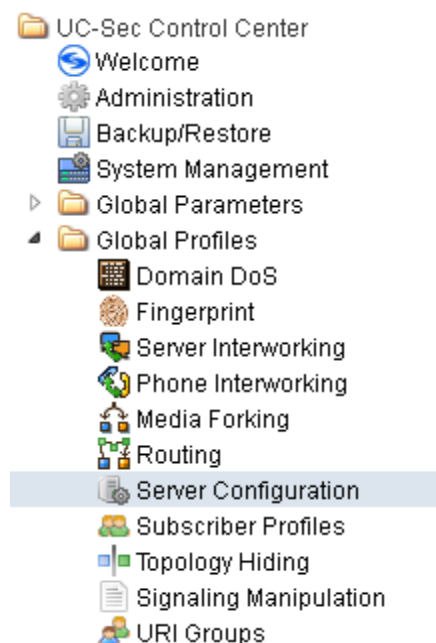 UC-Sec Control Center
Welcome
Administration
Backup/Restore
System Management
Global Parameters
Global Profiles
Domain DoS
Fingerprint
Server Interworking
Phone Interworking
Media Forking
Routing
Server Configuration
Subscriber Profiles
Topology Hiding
Signaling Manipulation
URI Groups